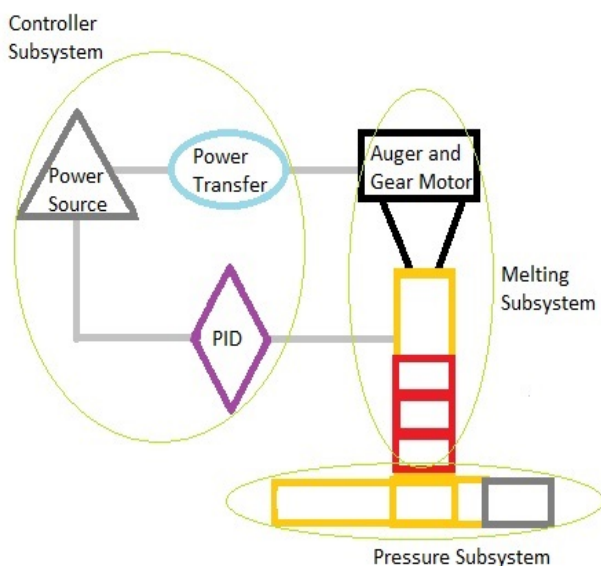 Controller
Subsystem
Power
Source
Power
Transfer
Auger and
Gear Motor
PID
Melting
Subsystem
Pressure Subsystem